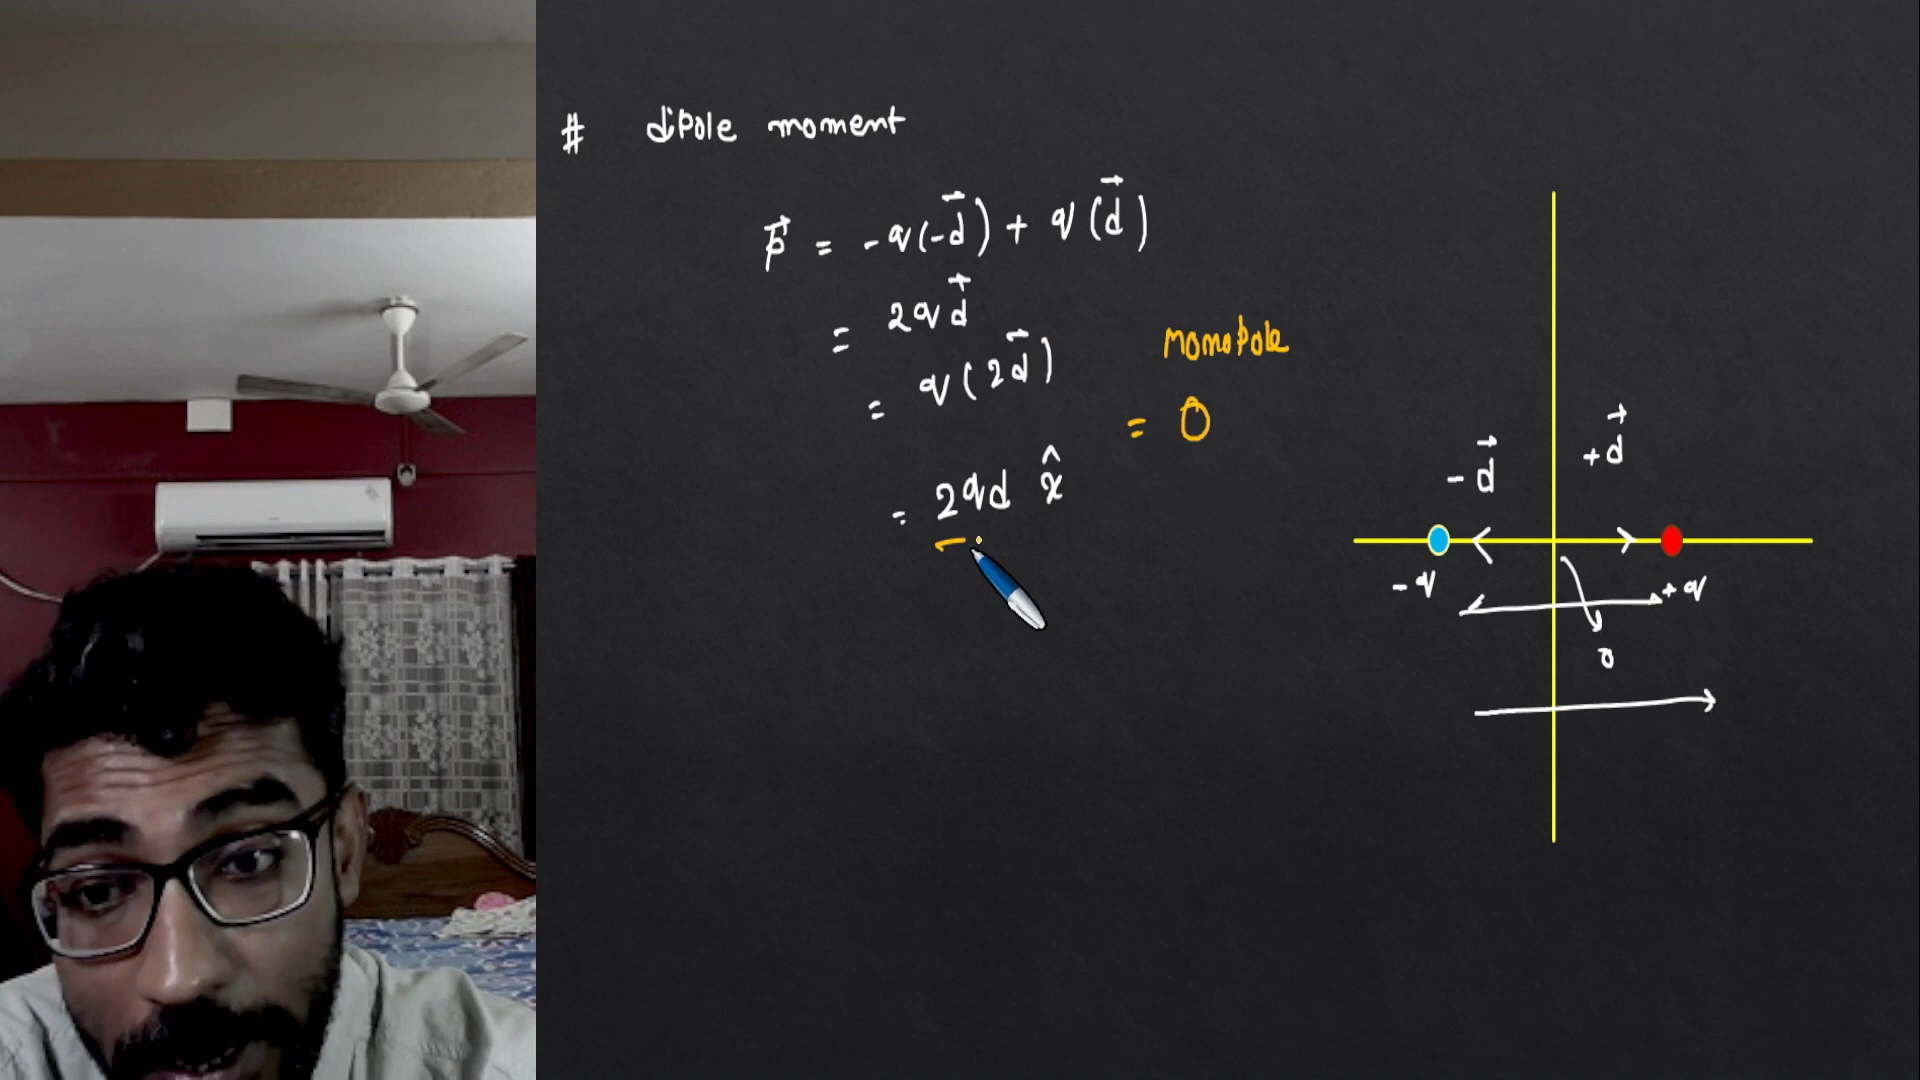 # dipole moment
p⃗ = -q(-d⃗) + q(d⃗)
= 2qd⃗
= q(2d⃗)
= 2qd x̂
Monopole
= 0
-d⃗
+d⃗
-q
+q
0